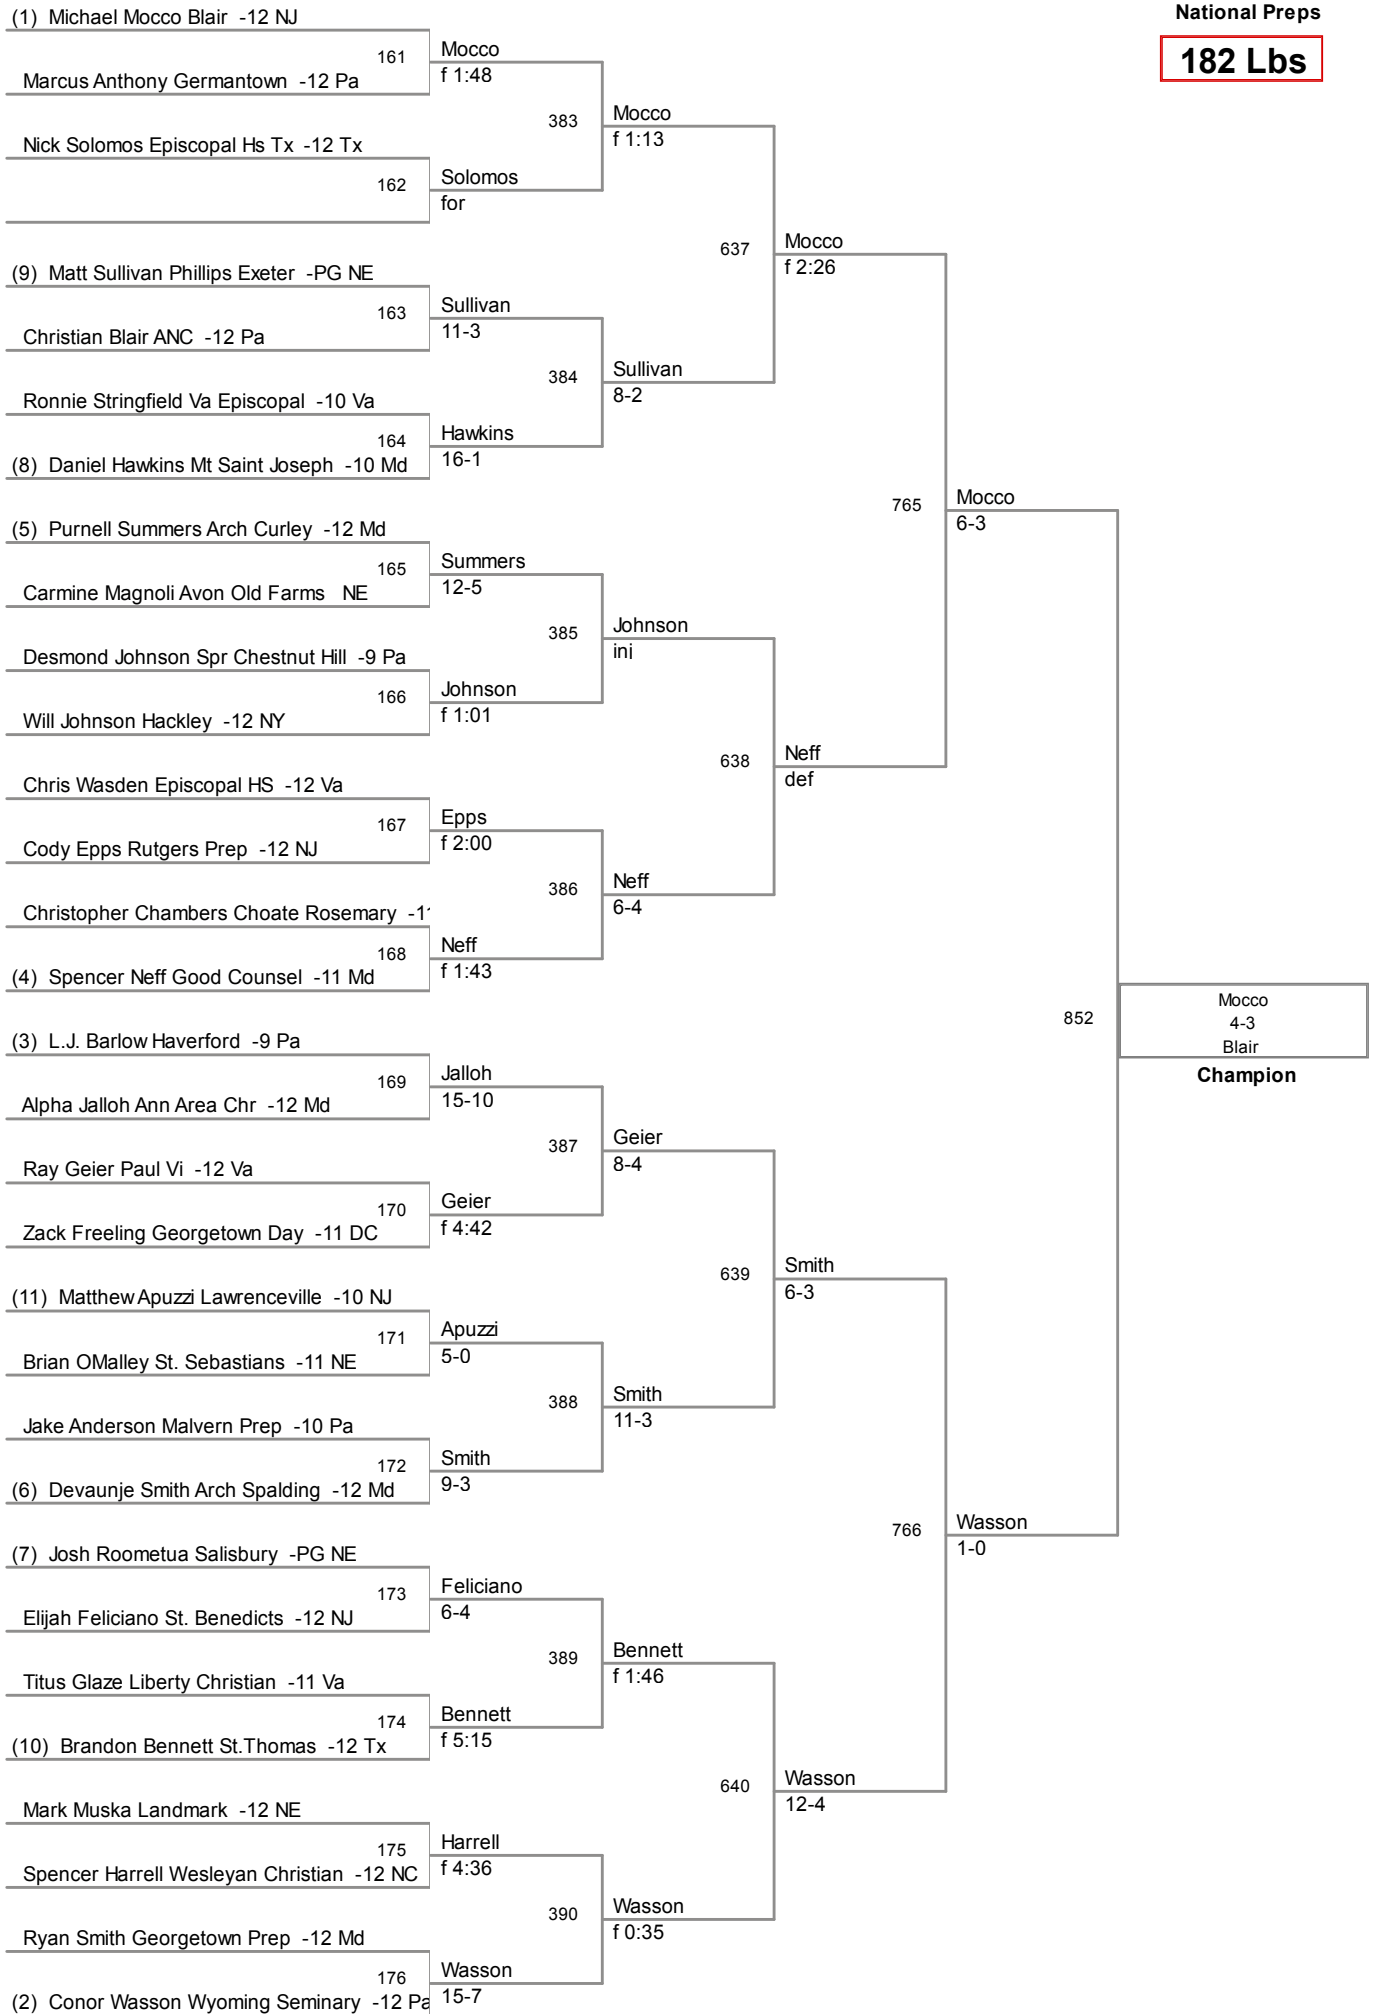 National Preps
182 Lbs
(1) Michael Mocco Blair -12 NJ
161
Marcus Anthony Germantown -12 Pa
Mocco
f 1:48
Nick Solomos Episcopal Hs Tx -12 Tx
162
Solomos
for
383
Mocco
f 1:13
(9) Matt Sullivan Phillips Exeter -PG NE
163
Christian Blair ANC -12 Pa
Sullivan
11-3
Ronnie Stringfield Va Episcopal -10 Va
164
(8) Daniel Hawkins Mt Saint Joseph -10 Md
Hawkins
16-1
384
Sullivan
8-2
637
Mocco
f 2:26
(5) Purnell Summers Arch Curley -12 Md
165
Carmine Magnoli Avon Old Farms NE
Summers
12-5
Desmond Johnson Spr Chestnut Hill -9 Pa
166
Will Johnson Hackley -12 NY
Johnson
f 1:01
385
Johnson
inj
Chris Wasden Episcopal HS -12 Va
167
Cody Epps Rutgers Prep -12 NJ
Epps
f 2:00
Christopher Chambers Choate Rosemary -11
168
(4) Spencer Neff Good Counsel -11 Md
Neff
f 1:43
386
Neff
6-4
638
Neff
def
765
Mocco
6-3
(3) L.J. Barlow Haverford -9 Pa
169
Alpha Jalloh Ann Area Chr -12 Md
Jalloh
15-10
Ray Geier Paul Vi -12 Va
170
Zack Freeling Georgetown Day -11 DC
Geier
f 4:42
387
Geier
8-4
(11) Matthew Apuzzi Lawrenceville -10 NJ
171
Brian OMalley St. Sebastians -11 NE
Apuzzi
5-0
Jake Anderson Malvern Prep -10 Pa
172
(6) Devaunje Smith Arch Spalding -12 Md
Smith
9-3
388
Smith
11-3
639
Smith
6-3
(7) Josh Roometua Salisbury -PG NE
173
Elijah Feliciano St. Benedicts -12 NJ
Feliciano
6-4
Titus Glaze Liberty Christian -11 Va
174
(10) Brandon Bennett St.Thomas -12 Tx
Bennett
f 5:15
389
Bennett
f 1:46
Mark Muska Landmark -12 NE
175
Spencer Harrell Wesleyan Christian -12 NC
Harrell
f 4:36
Ryan Smith Georgetown Prep -12 Md
176
(2) Conor Wasson Wyoming Seminary -12 Pa
Wasson
15-7
390
Wasson
f 0:35
640
Wasson
12-4
766
Wasson
1-0
852
Mocco
4-3
Blair
Champion